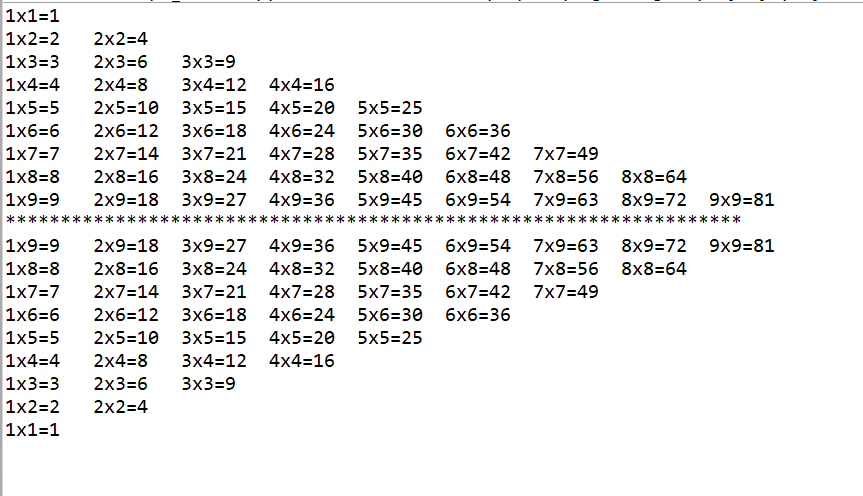 1x1=1
1x2=2   2x2=4
1x3=3   2x3=6   3x3=9
1x4=4   2x4=8   3x4=12  4x4=16
1x5=5   2x5=10  3x5=15  4x5=20  5x5=25
1x6=6   2x6=12  3x6=18  4x6=24  5x6=30  6x6=36
1x7=7   2x7=14  3x7=21  4x7=28  5x7=35  6x7=42  7x7=49
1x8=8   2x8=16  3x8=24  4x8=32  5x8=40  6x8=48  7x8=56  8x8=64
1x9=9   2x9=18  3x9=27  4x9=36  5x9=45  6x9=54  7x9=63  8x9=72  9x9=81
*******************************************************************
1x9=9   2x9=18  3x9=27  4x9=36  5x9=45  6x9=54  7x9=63  8x9=72  9x9=81
1x8=8   2x8=16  3x8=24  4x8=32  5x8=40  6x8=48  7x8=56  8x8=64
1x7=7   2x7=14  3x7=21  4x7=28  5x7=35  6x7=42  7x7=49
1x6=6   2x6=12  3x6=18  4x6=24  5x6=30  6x6=36
1x5=5   2x5=10  3x5=15  4x5=20  5x5=25
1x4=4   2x4=8   3x4=12  4x4=16
1x3=3   2x3=6   3x3=9
1x2=2   2x2=4
1x1=1